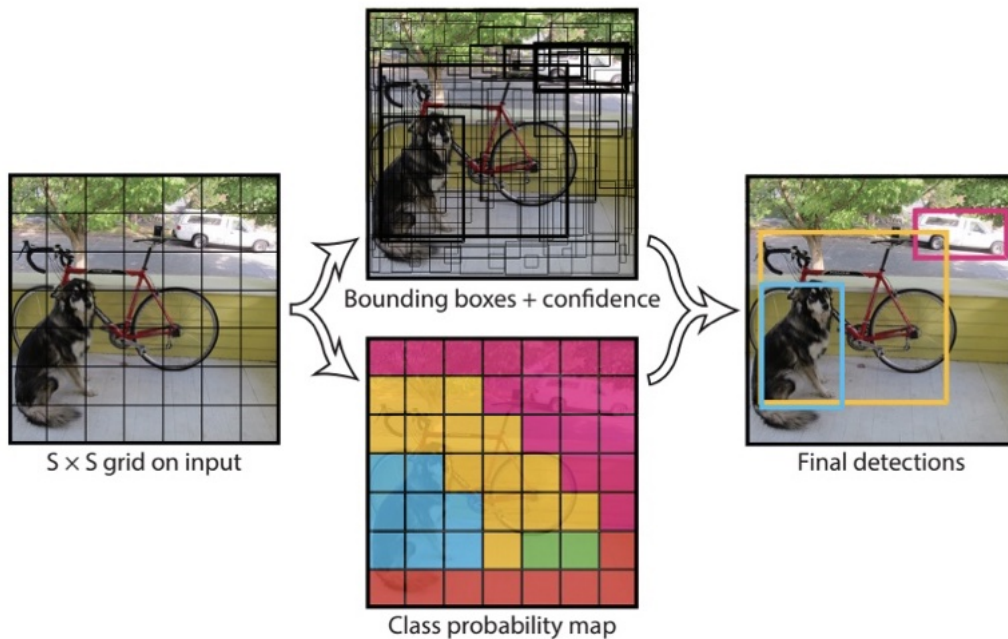 Bounding boxes + confidence
S × S grid on input
Final detections
Class probability map